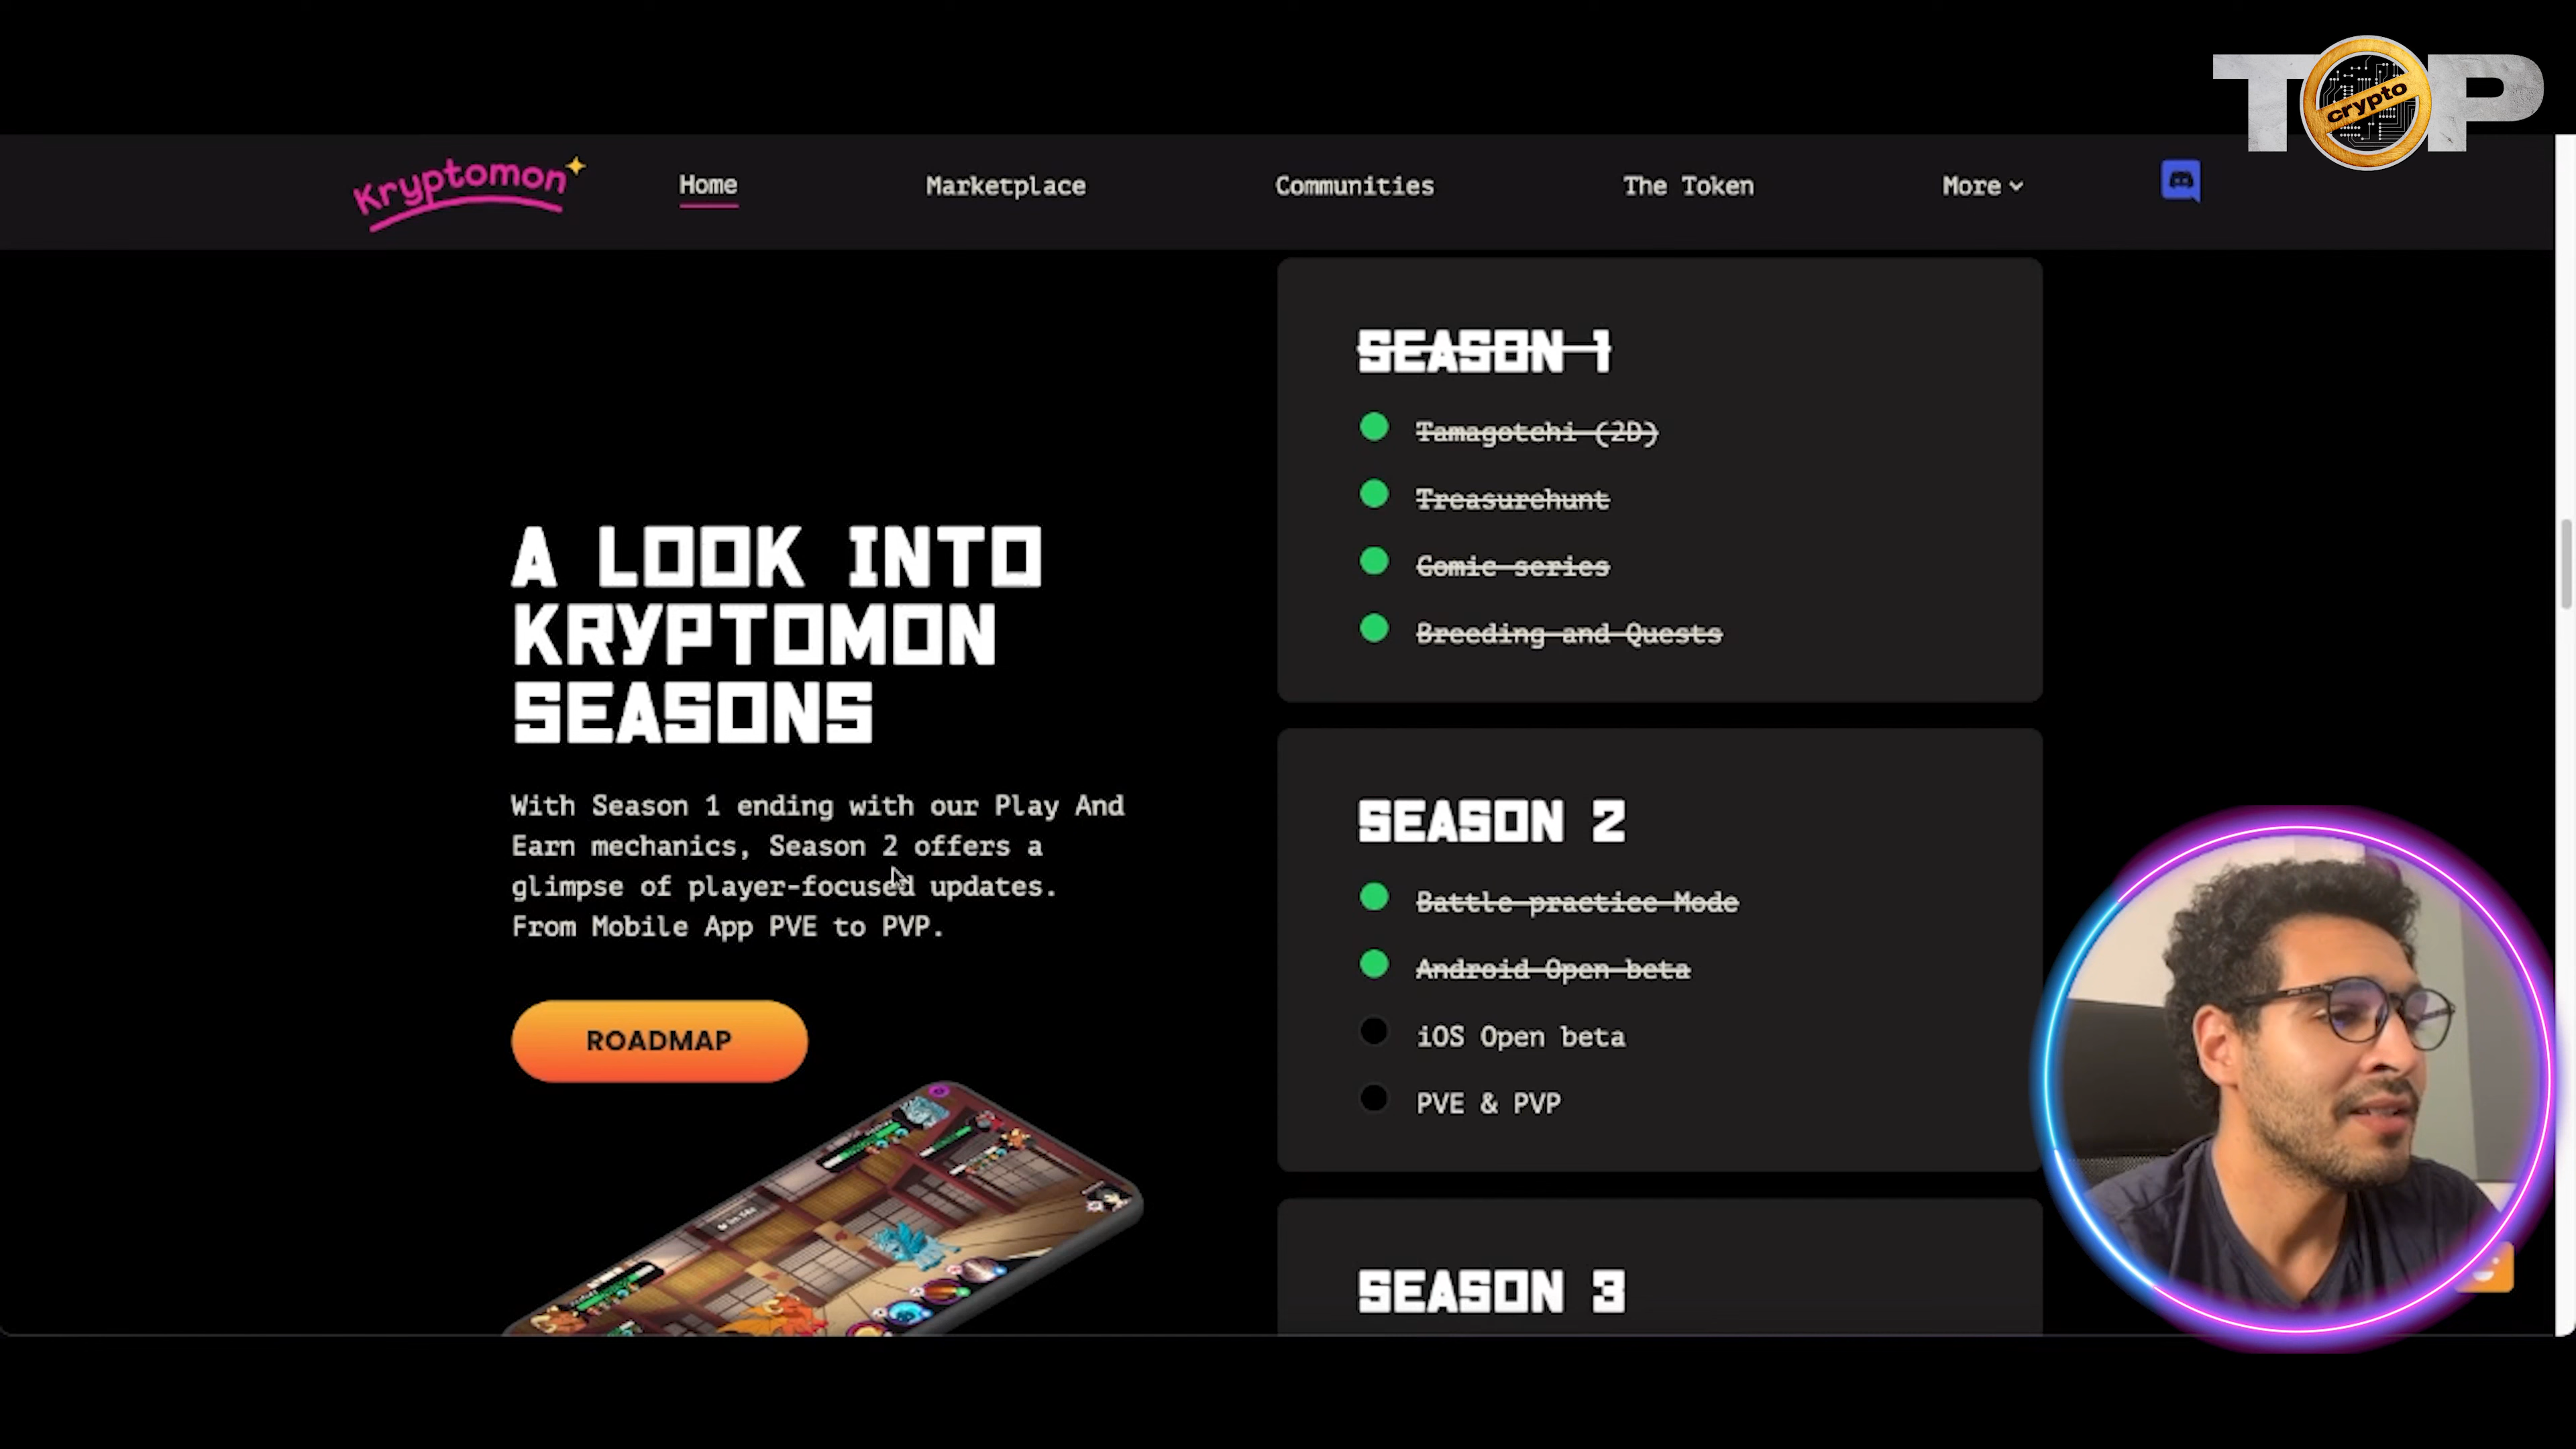 TOP
crypto
Kryptomon
Home
Marketplace
Communities
The Token
More
A LOOK INTO
KRYPTOMON
SEASONS
With Season 1 ending with our Play And
Earn mechanics, Season 2 offers a
glimpse of player-focused updates.
From Mobile App PVE to PVP.
ROADMAP
SEASON 1
Tamagotchi (2D)
Treasurehunt
Comic series
Breeding and Quests
SEASON 2
Battle practice Mode
Android Open beta
iOS Open beta
PVE & PVP
SEASON 3